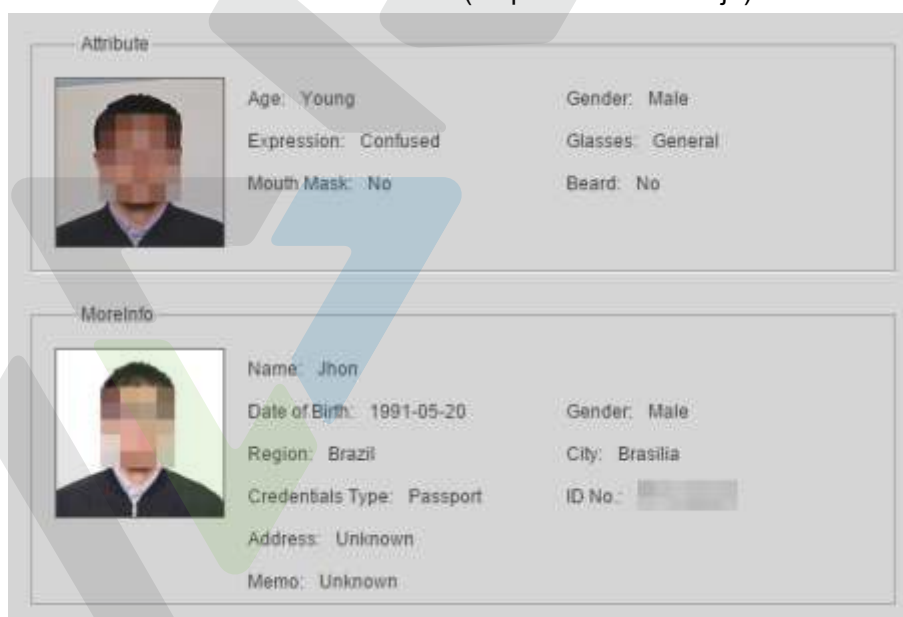 Attribute
Age: Young Gender: Male
Expression: Confused Glasses: General
Mouth Mask: No Beard: No
MoreInfo
Name: Jhon
Date of Birth: 1991-05-20 Gender: Male
Region: Brazil City: Brasilia
Credentials Type: Passport ID No.:
Address: Unknown
Memo: Unknown